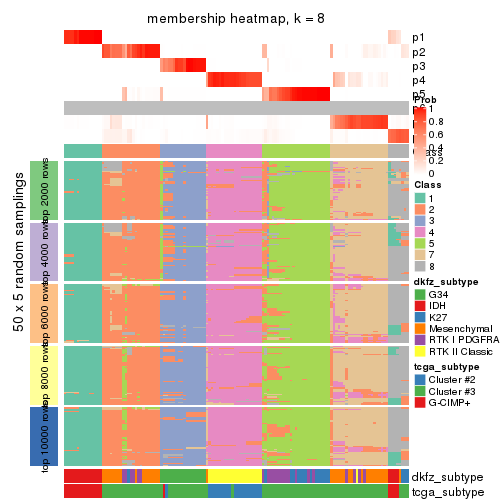 membership heatmap, k = 8
p1
p2
p3
p4
p5
Prob
1
0.8
0.6
0.4
0.2
0
Class
1
2
3
4
5
7
8
dkfz_subtype
G34
IDH
K27
Mesenchymal
RTK I PDGFRA
RTK II Classic
tcga_subtype
Cluster #2
Cluster #3
G-CIMP+
50 x 5 random samplings
top 2000 rows
top 4000 rows
top 6000 rows
top 8000 rows
top 10000 rows
dkfz_subtype
tcga_subtype